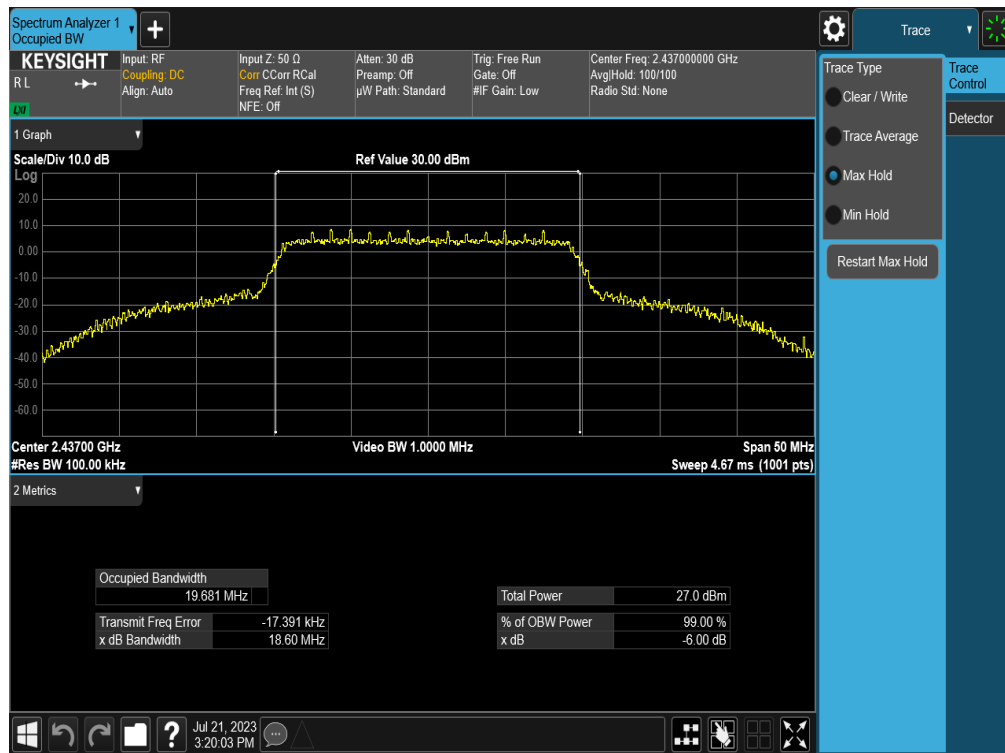 Spectrum Analyzer 1
Occupied BW
+
Trace
KEYSIGHT
R L
LXI
Input: RF
Coupling: DC
Align: Auto
Input Z: 50 Ω
Corr CCorr RCal
Freq Ref: Int (S)
NFE: Off
Atten: 30 dB
Preamp: Off
µW Path: Standard
Trig: Free Run
Gate: Off
#IF Gain: Low
Center Freq: 2.437000000 GHz
Avg|Hold: 100/100
Radio Std: None
Trace Type
Clear / Write
Trace Average
Max Hold
Min Hold
Restart Max Hold
Trace
Control
Detector
1 Graph
Scale/Div 10.0 dB
Ref Value 30.00 dBm
Log
20.0
10.0
0.00
-10.0
-20.0
-30.0
-40.0
-50.0
-60.0
Center 2.43700 GHz
Video BW 1.0000 MHz
Span 50 MHz
#Res BW 100.00 kHz
Sweep 4.67 ms (1001 pts)
2 Metrics
Occupied Bandwidth
19.681 MHz
Total Power 27.0 dBm
Transmit Freq Error -17.391 kHz
% of OBW Power 99.00 %
x dB Bandwidth 18.60 MHz
x dB -6.00 dB
?
Jul 21, 2023
3:20:03 PM